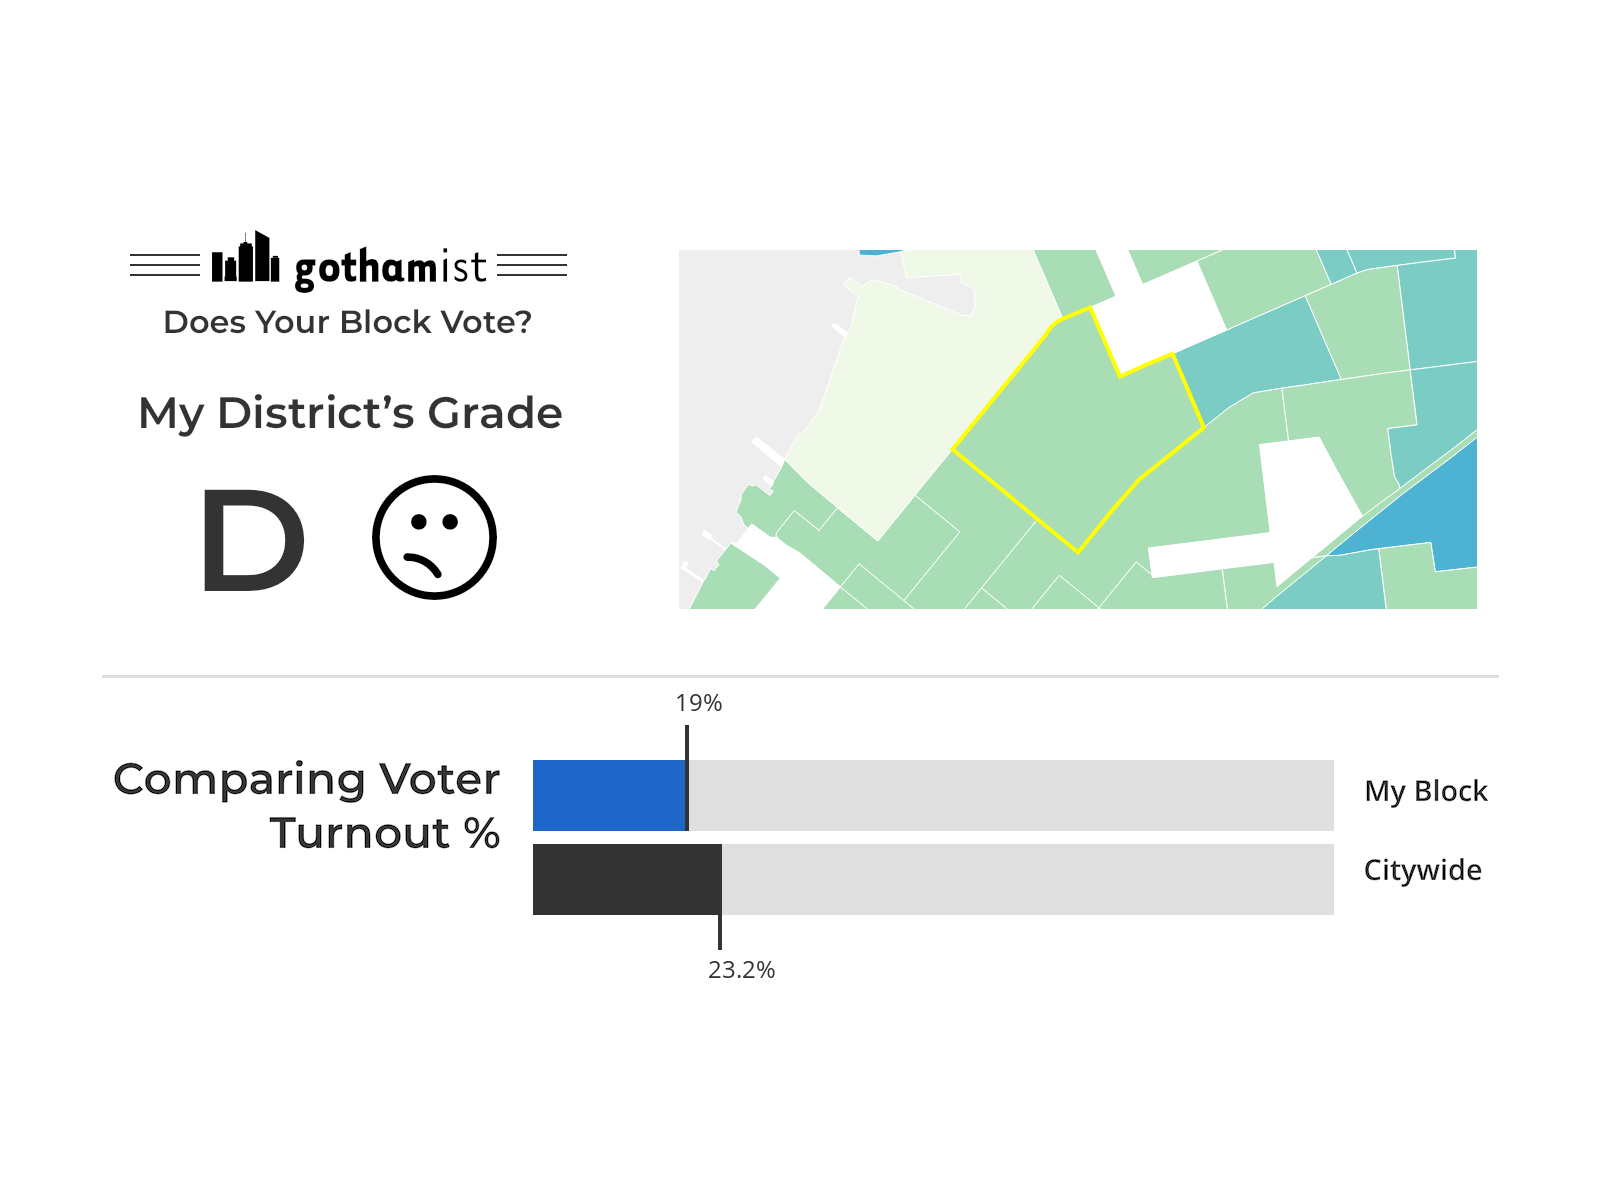 gothamist
Does Your Block Vote?
My District’s Grade
D
19%
Comparing Voter
Turnout %
My Block
Citywide
23.2%